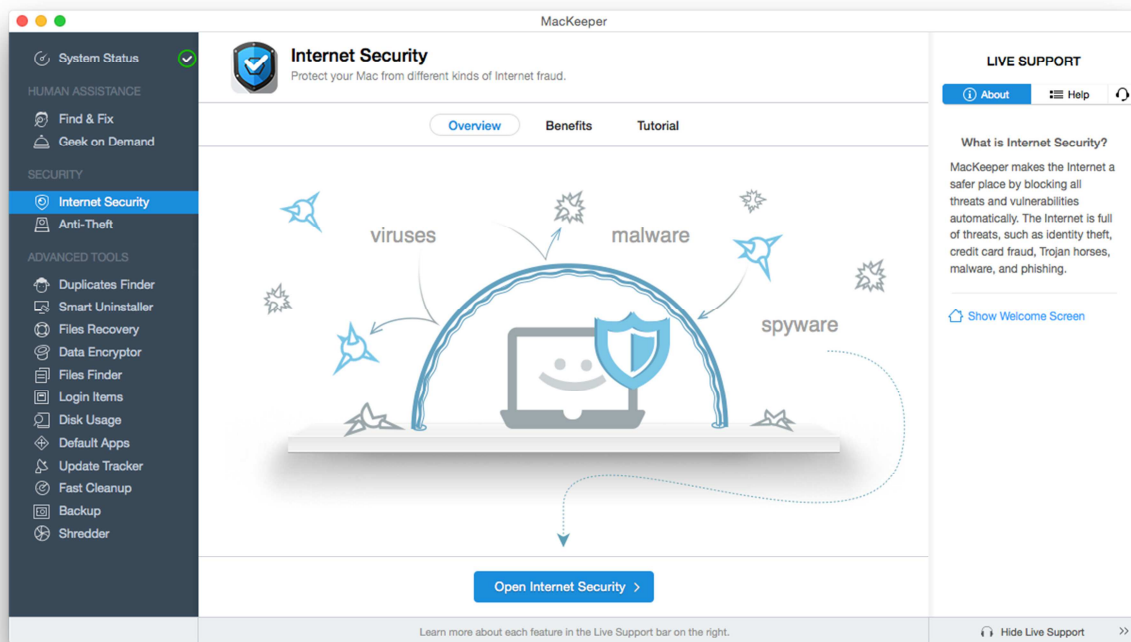 MacKeeper
System Status
HUMAN ASSISTANCE
Find & Fix
Geek on Demand
SECURITY
Internet Security
Anti-Theft
ADVANCED TOOLS
Duplicates Finder
Smart Uninstaller
Files Recovery
Data Encryptor
Files Finder
Login Items
Disk Usage
Default Apps
Update Tracker
Fast Cleanup
Backup
Shredder
Internet Security
Protect your Mac from different kinds of Internet fraud.
Overview Benefits Tutorial
viruses
malware
spyware
Open Internet Security
Learn more about each feature in the Live Support bar on the right.
LIVE SUPPORT
About Help
What is Internet Security?
MacKeeper makes the Internet a
safer place by blocking all
threats and vulnerabilities
automatically. The Internet is full
of threats, such as identity theft,
credit card fraud, Trojan horses,
malware, and phishing.
Show Welcome Screen
Hide Live Support